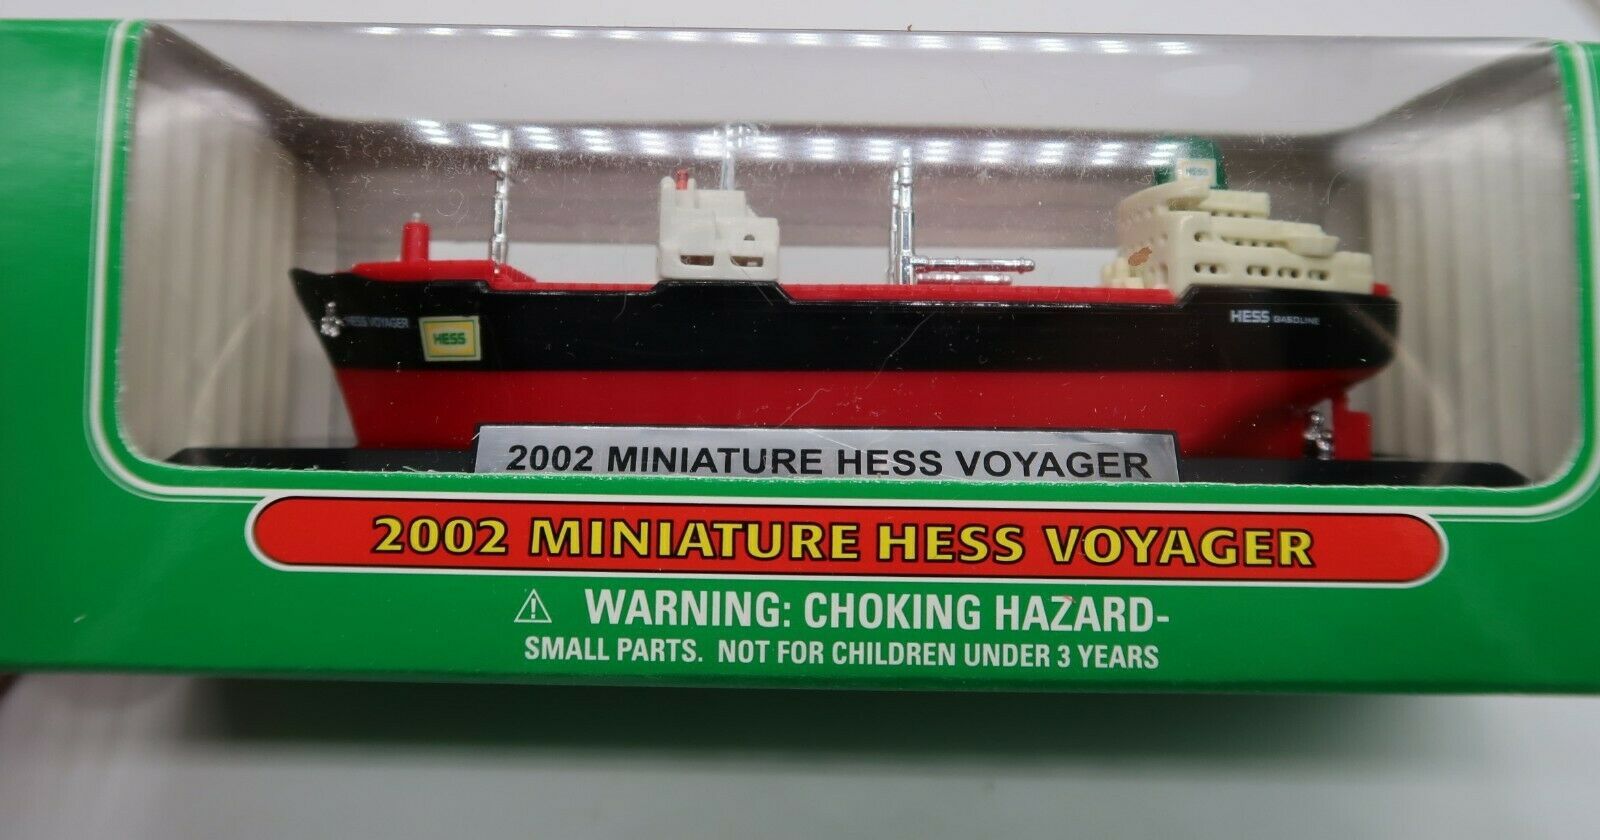 HESS
HESS VOYAGER
HESS
HESS GASOLINE
2002 MINIATURE HESS VOYAGER
2002 MINIATURE HESS VOYAGER
WARNING: CHOKING HAZARD-
SMALL PARTS. NOT FOR CHILDREN UNDER 3 YEARS